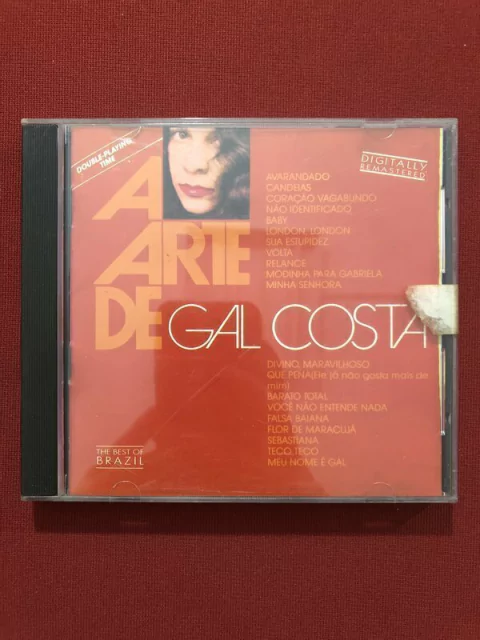 DOUBLE-PLAYING
TIME
DIGITALLY
REMASTERED
A
ARTE
DE GAL COSTA
AVARANDADO
CANDEIAS
CORAÇÃO VAGABUNDO
NÃO IDENTIFICADO
BABY
LONDON, LONDON
SUA ESTUPIDEZ
VOLTA
RELANCE
MODINHA PARA GABRIELA
MINHA SENHORA
DIVINO, MARAVILHOSO
QUE PENA(Ele já não gosta mais de
mim)
BARATO TOTAL
VOCÊ NÃO ENTENDE NADA
FALSA BAIANA
FLOR DE MARACUJÁ
SEBASTIANA
TECO TECO
MEU NOME É GAL
THE BEST OF
BRAZIL